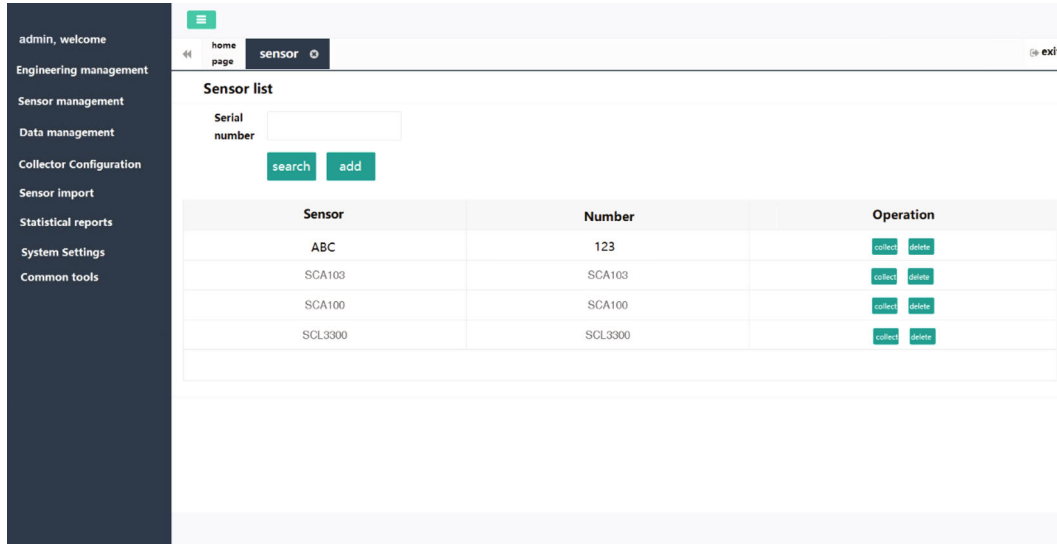 admin, welcome
Engineering management
Sensor management
Data management
Collector Configuration
Sensor import
Statistical reports
System Settings
Common tools
home
page
sensor
exit
Sensor list
Serial
number
search add
Sensor Number Operation
ABC 123 collect delete
SCA103 SCA103 collect delete
SCA100 SCA100 collect delete
SCL3300 SCL3300 collect delete